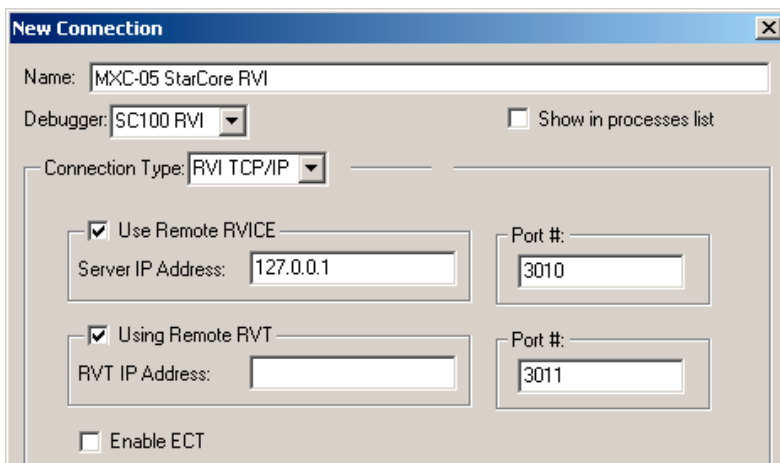 New Connection
Name: MXC-05 StarCore RVI
Debugger: SC100 RVI
Show in processes list
Connection Type: RVI TCP/IP
Use Remote RVICE
Port #:
Server IP Address: 127.0.0.1
3010
Using Remote RVT
Port #:
RVT IP Address:
3011
Enable ECT